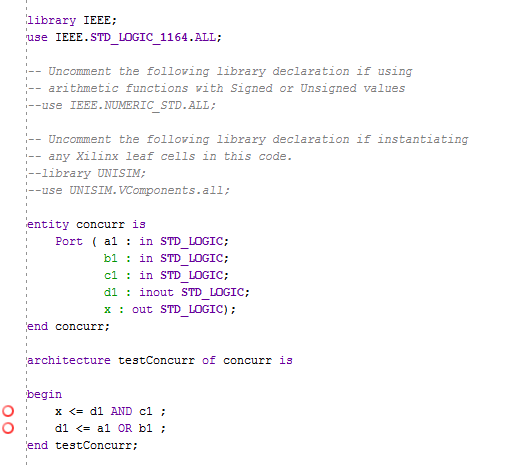 library IEEE;
use IEEE.STD_LOGIC_1164.ALL;
-- Uncomment the following library declaration if using
-- arithmetic functions with Signed or Unsigned values
--use IEEE.NUMERIC_STD.ALL;
-- Uncomment the following library declaration if instantiating
-- any Xilinx leaf cells in this code.
--library UNISIM;
--use UNISIM.VComponents.all;
entity concurr is
Port ( a1 : in STD_LOGIC;
b1 : in STD_LOGIC;
c1 : in STD_LOGIC;
d1 : inout STD_LOGIC;
x : out STD_LOGIC);
end concurr;
architecture testConcurr of concurr is
begin
x <= d1 AND c1 ;
d1 <= a1 OR b1 ;
end testConcurr;